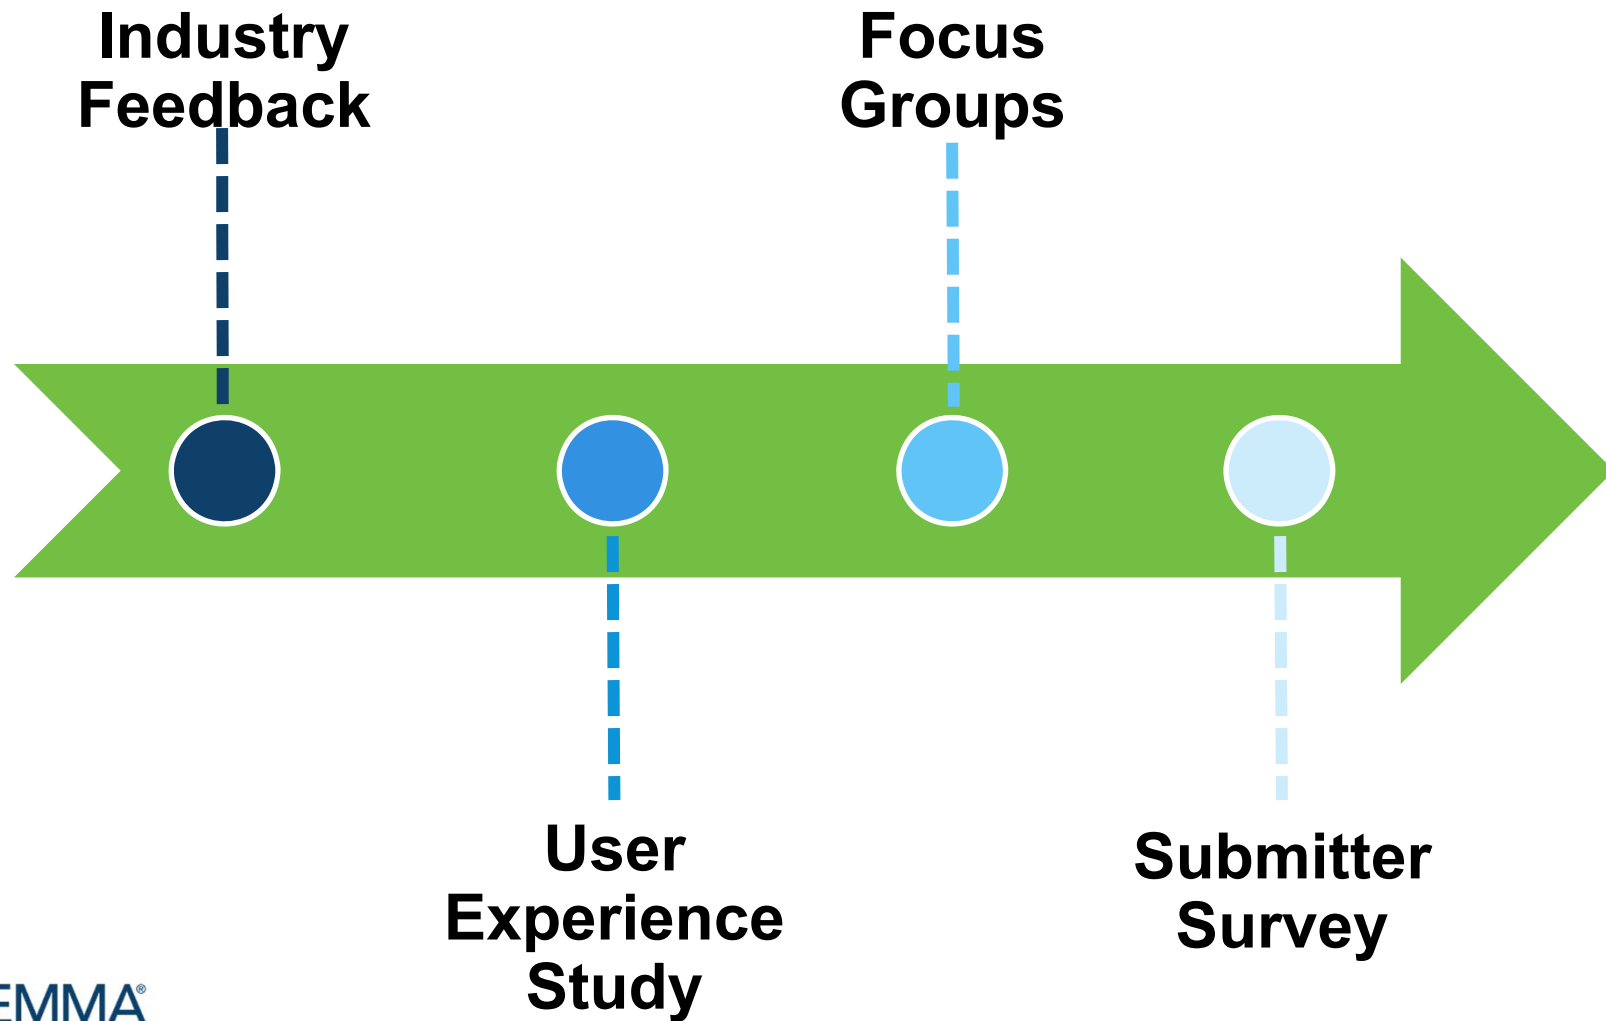 Industry
Feedback
Focus
Groups
User
Experience
Study
Submitter
Survey
EMMA®